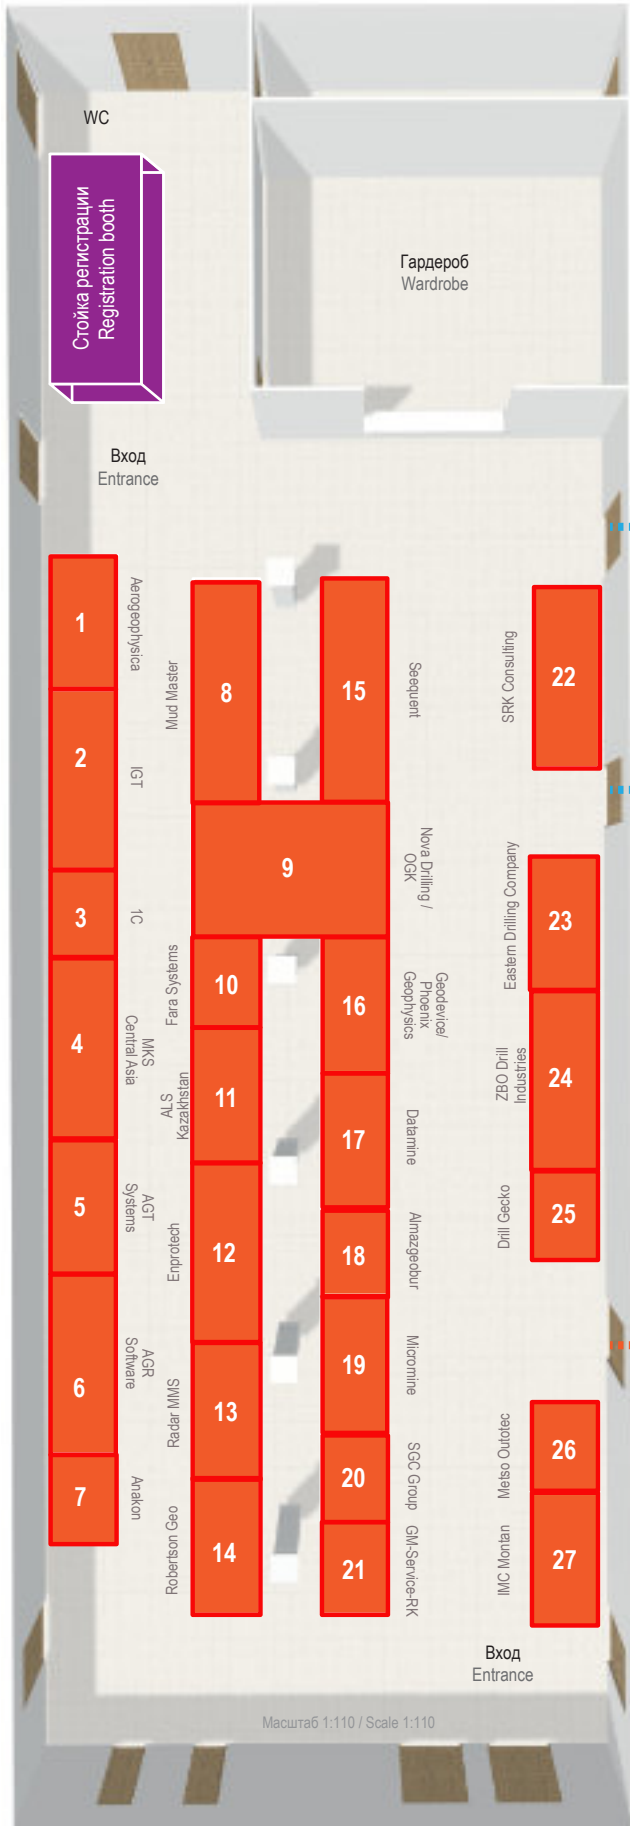 WC
Стойка регистрации
Registration booth
Гардероб
Wardrobe
Вход
Entrance
1
Aerogeophysica
2
IGT
3
1C
4
MKS
Central Asia
5
AGT
Systems
6
AGR
Software
7
Anakon
8
Mud Master
9
Nova Drilling /
OGK
10
Fara Systems
11
ALS
Kazakhstan
12
Enprotech
13
Radar MMS
14
Robertson Geo
15
Seequent
16
Geodevice/
Phoenix
Geophysics
17
Datamine
18
Almazgeobur
19
Micromine
20
SGC Group
21
GM-Service-RK
22
SRK Consulting
23
Eastern Drilling Company
24
ZBO Drill
Industries
25
Drill Gecko
26
Metso Outotec
27
IMC Montan
Вход
Entrance
Масштаб 1:110 / Scale 1:110